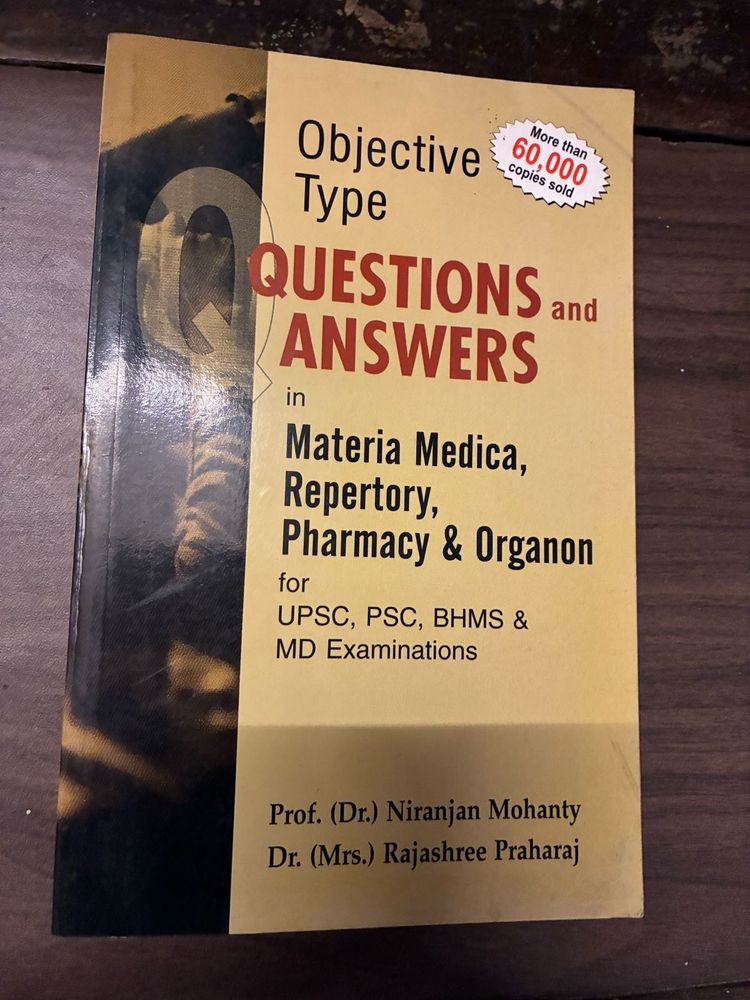 Objective
Type
More than
60,000
copies sold
Q
QUESTIONS and
ANSWERS
in
Materia Medica,
Repertory,
Pharmacy & Organon
for
UPSC, PSC, BHMS &
MD Examinations
Prof. (Dr.) Niranjan Mohanty
Dr. (Mrs.) Rajashree Praharaj